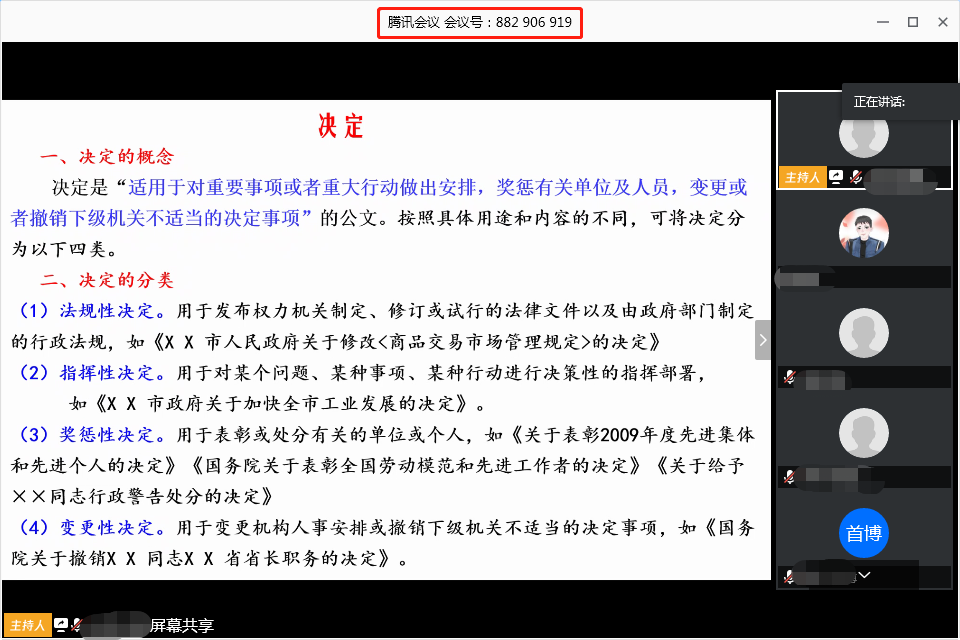 腾讯会议 会议号：882 906 919
正在讲话:
决定
一、决定的概念
决定是“适用于对重要事项或者重大行动做出安排，奖惩有关单位及人员，变更或
者撤销下级机关不适当的决定事项”的公文。按照具体用途和内容的不同，可将决定分
为以下四类。
二、决定的分类
（1）法规性决定。用于发布权力机关制定、修订或试行的法律文件以及由政府部门制定
的行政法规，如《X X 市人民政府关于修改<商品交易市场管理规定>的决定》
（2）指挥性决定。用于对某个问题、某种事项、某种行动进行决策性的指挥部署，
如《X X 市政府关于加快全市工业发展的决定》。
（3）奖惩性决定。用于表彰或处分有关的单位或个人，如《关于表彰2009年度先进集体
和先进个人的决定》《国务院关于表彰全国劳动模范和先进工作者的决定》《关于给予
××同志行政警告处分的决定》
（4）变更性决定。用于变更机构人事安排或撤销下级机关不适当的决定事项，如《国务
院关于撤销X X 同志X X 省省长职务的决定》。
主持人
首博
主持人
屏幕共享